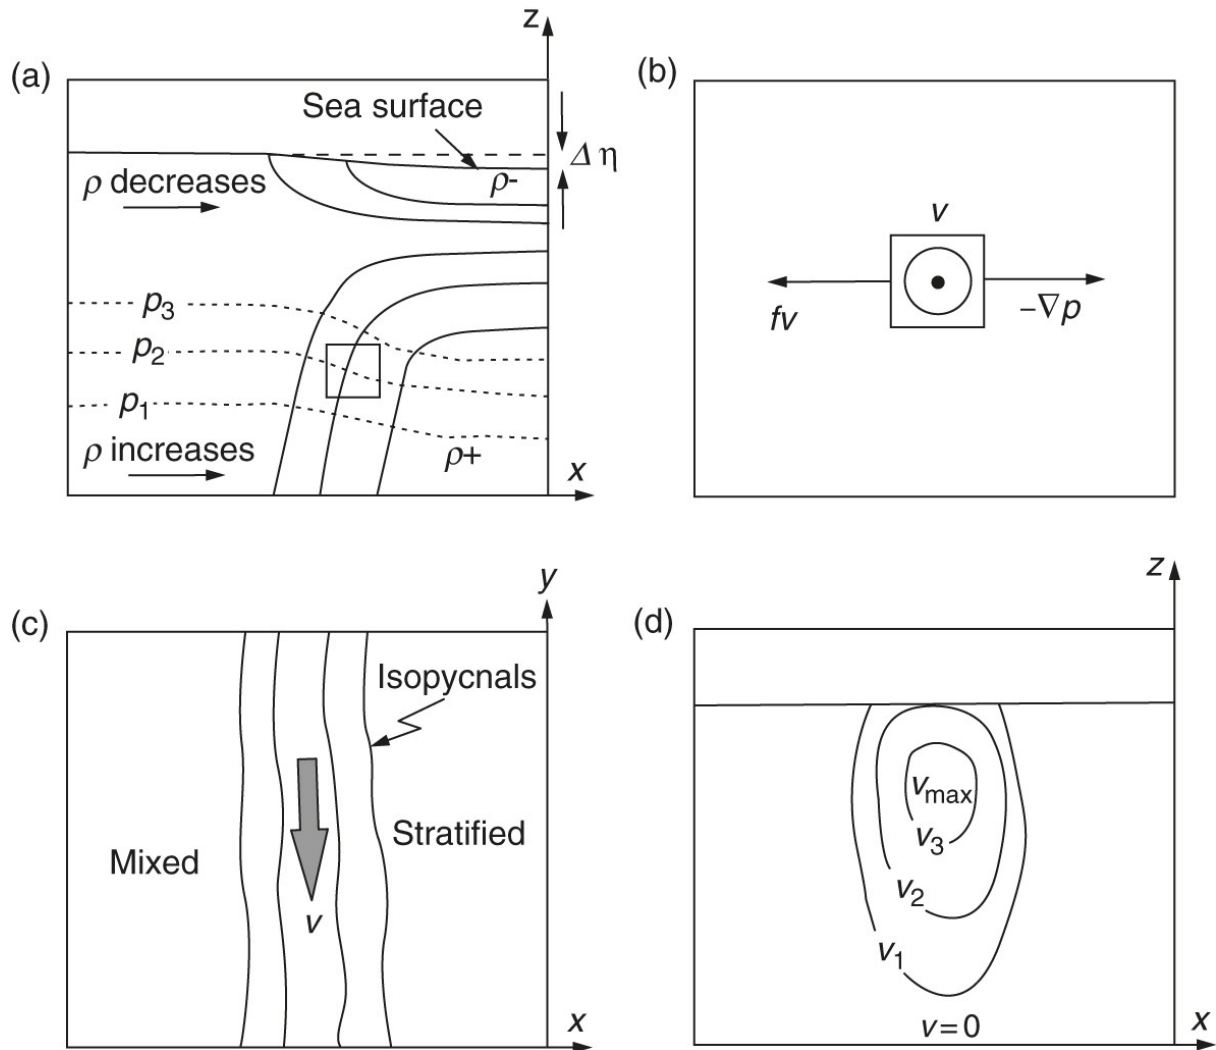 (a)
z
Sea surface
Δ η
ρ decreases
ρ-
p3
p2
p1
ρ increases
ρ+
x
(b)
v
fv
−∇p
(c)
y
Isopycnals
Mixed
Stratified
v
x
(d)
z
vmax
v3
v2
v1
v=0
x